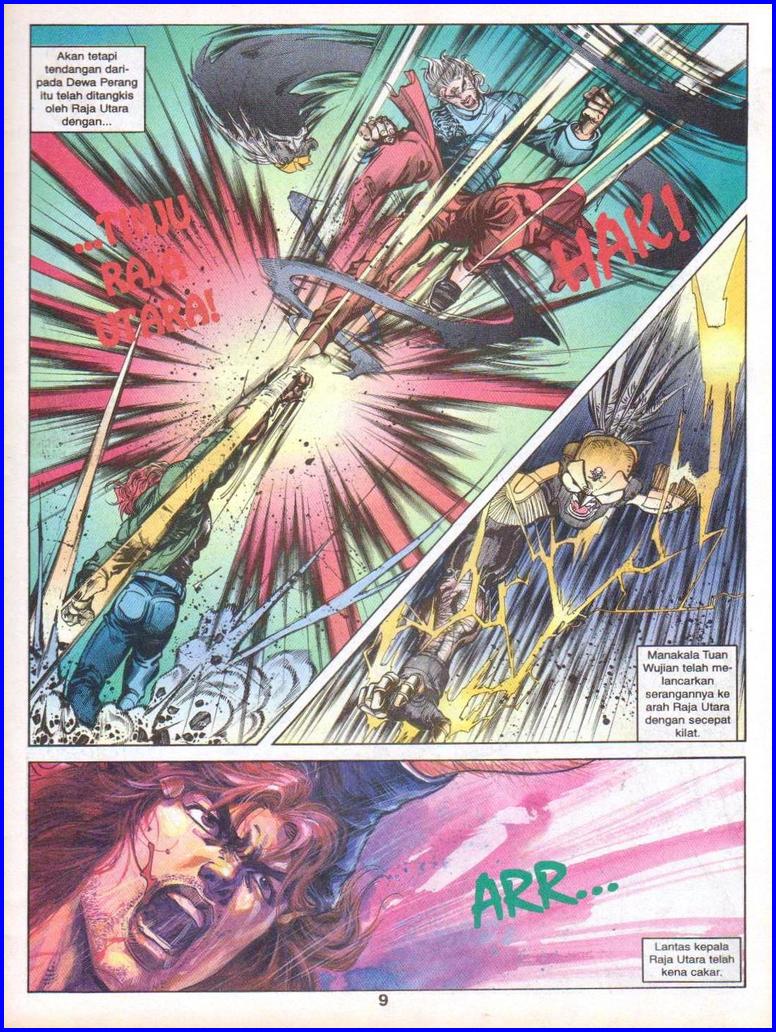 Akan tetapi
tendangan dari-
pada Dewa Perang
itu telah ditangkis
oleh Raja Utara
dengan...
...TINJU
RAJA
UTARA!
HAK!
Manakala Tuan
Wujian telah me-
lancarkan
serangannya ke
arah Raja Utara
dengan secepat
kilat.
ARR...
Lantas kepala
Raja Utara telah
kena cakar.
9